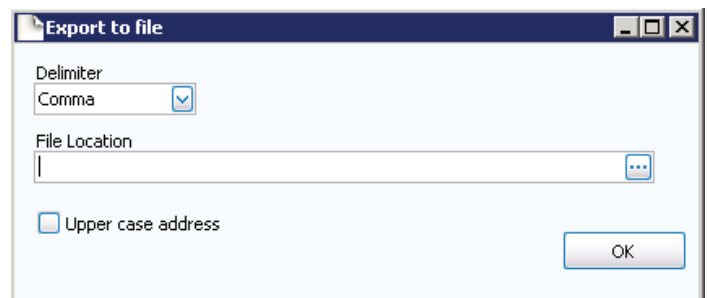 Export to file
Delimiter
Comma
File Location
Upper case address
OK